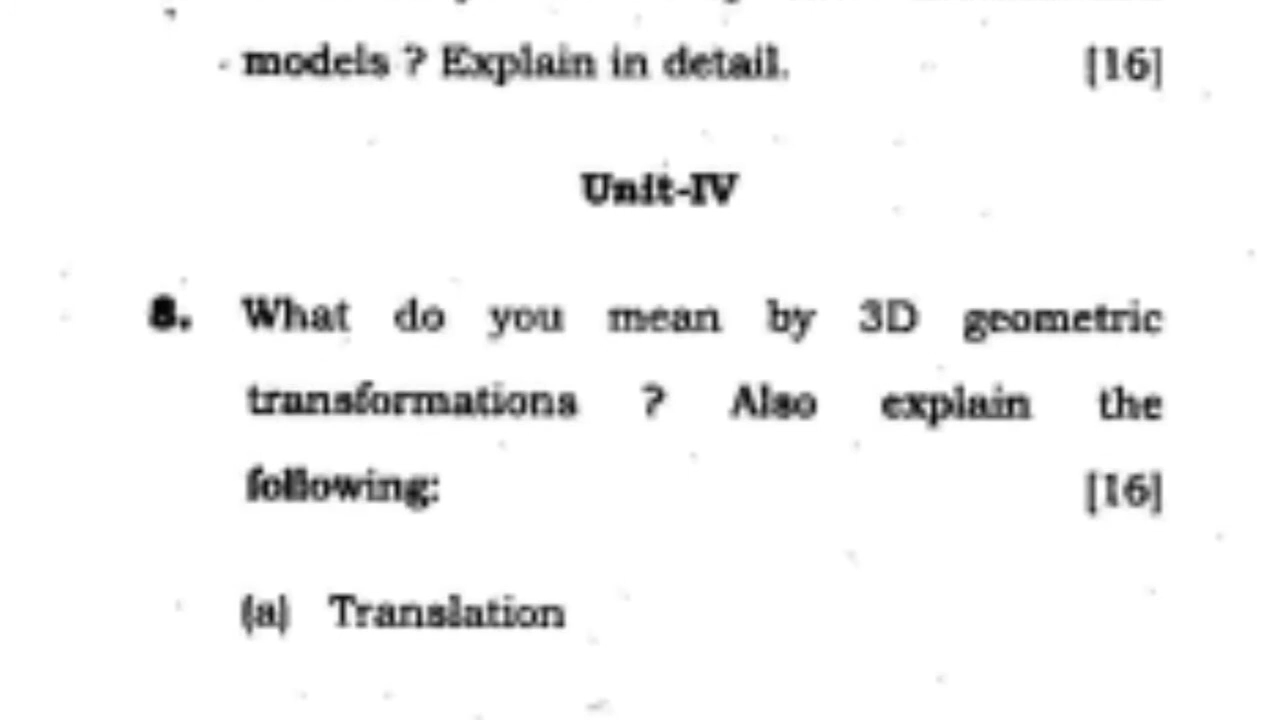 models ? Explain in detail. [16]
Unit-IV
8. What do you mean by 3D geometric
transformations ? Also explain the
following: [16]
(a) Translation